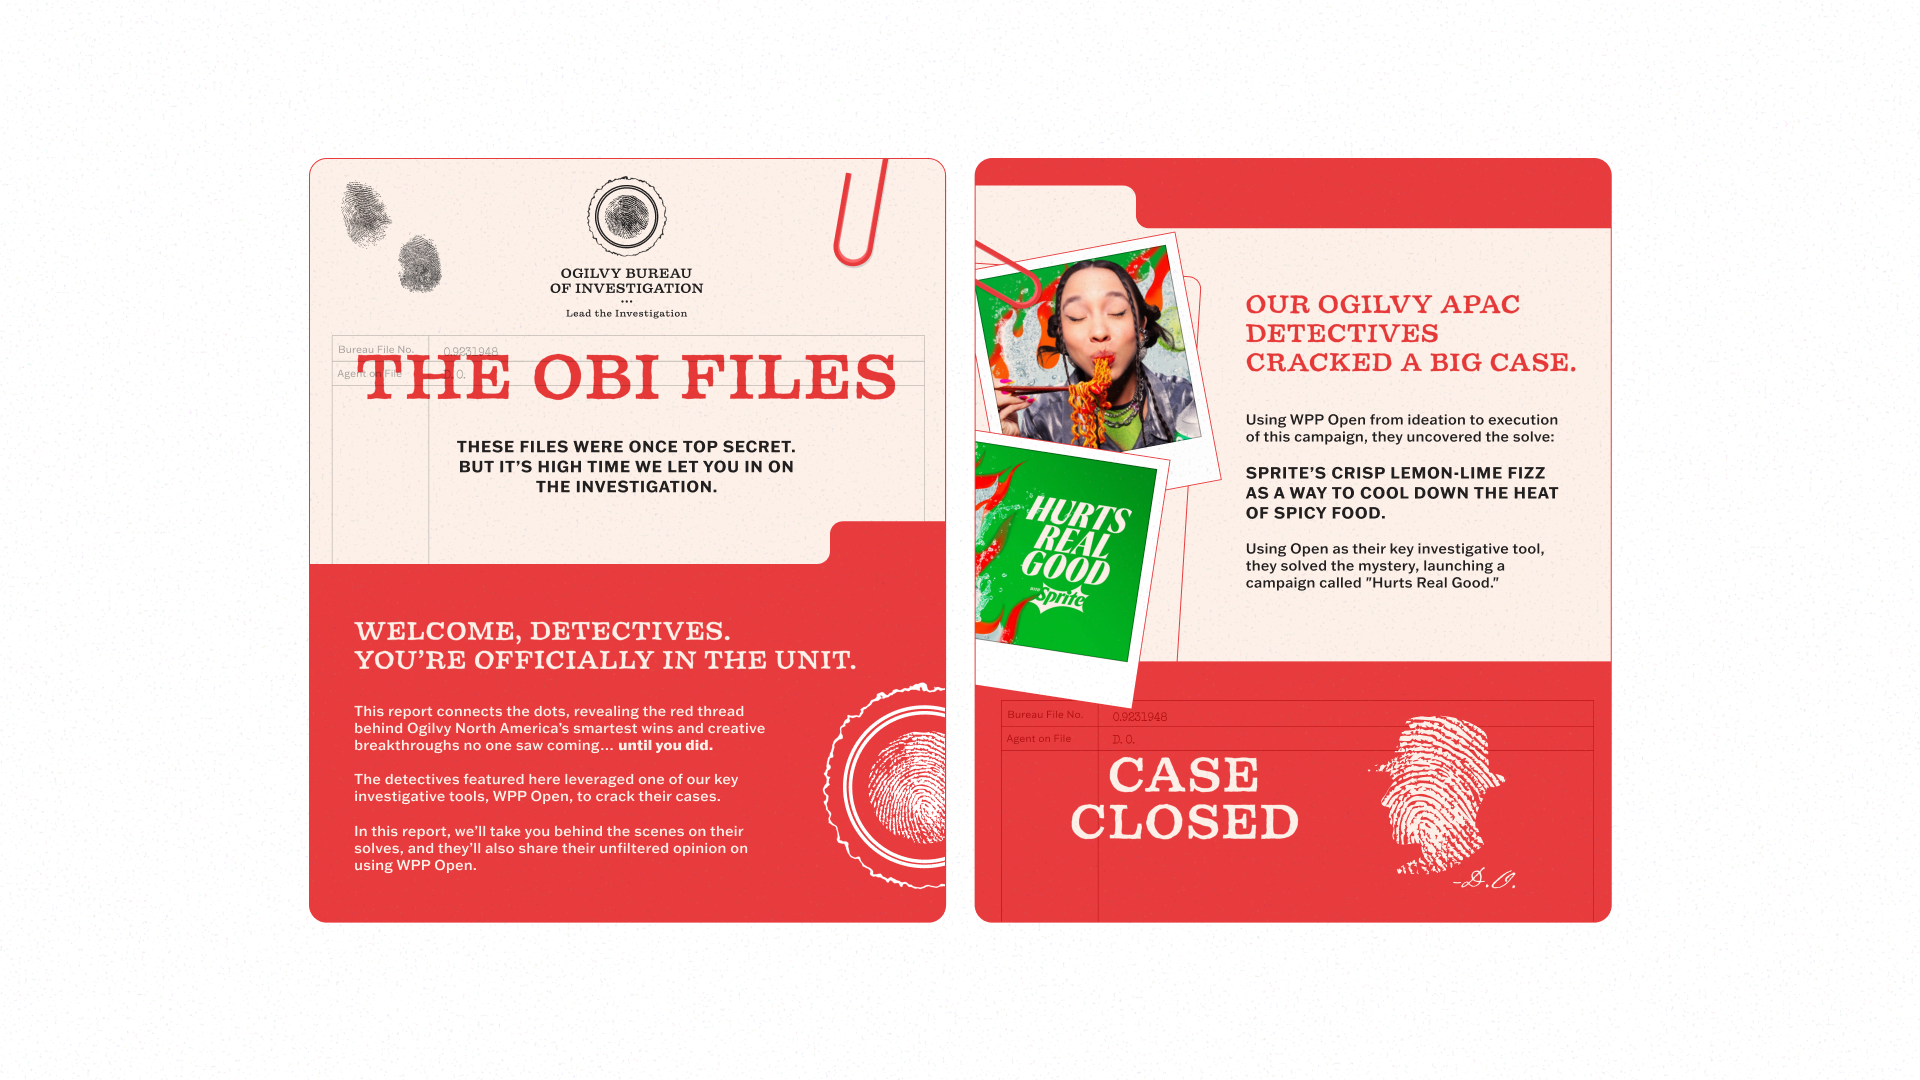 OGILVY BUREAU
OF INVESTIGATION
...
Lead the Investigation
Bureau File No. 0.9231948
Agent on File D. O.
THE OBI FILES
THESE FILES WERE ONCE TOP SECRET.
BUT IT’S HIGH TIME WE LET YOU IN ON
THE INVESTIGATION.
WELCOME, DETECTIVES.
YOU’RE OFFICIALLY IN THE UNIT.
This report connects the dots, revealing the red thread
behind Ogilvy North America’s smartest wins and creative
breakthroughs no one saw coming... until you did.
The detectives featured here leveraged one of our key
investigative tools, WPP Open, to crack their cases.
In this report, we’ll take you behind the scenes on their
solves, and they’ll also share their unfiltered opinion on
using WPP Open.
OUR OGILVY APAC
DETECTIVES
CRACKED A BIG CASE.
Using WPP Open from ideation to execution
of this campaign, they uncovered the solve:
SPRITE’S CRISP LEMON-LIME FIZZ
AS A WAY TO COOL DOWN THE HEAT
OF SPICY FOOD.
Using Open as their key investigative tool,
they solved the mystery, launching a
campaign called "Hurts Real Good."
HURTS
REAL
GOOD
WITH Sprite
Bureau File No. 0.9231948
Agent on File D. O.
CASE
CLOSED
-D.O.